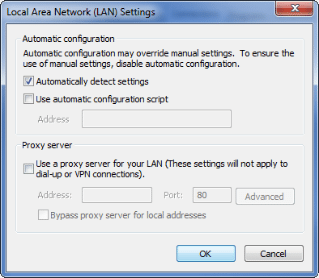 Local Area Network (LAN) Settings
Automatic configuration
Automatic configuration may override manual settings.  To ensure the
use of manual settings, disable automatic configuration.
Automatically detect settings
Use automatic configuration script
Address
Proxy server
Use a proxy server for your LAN (These settings will not apply to
dial-up or VPN connections).
Address: Port: 80 Advanced
Bypass proxy server for local addresses
OK Cancel